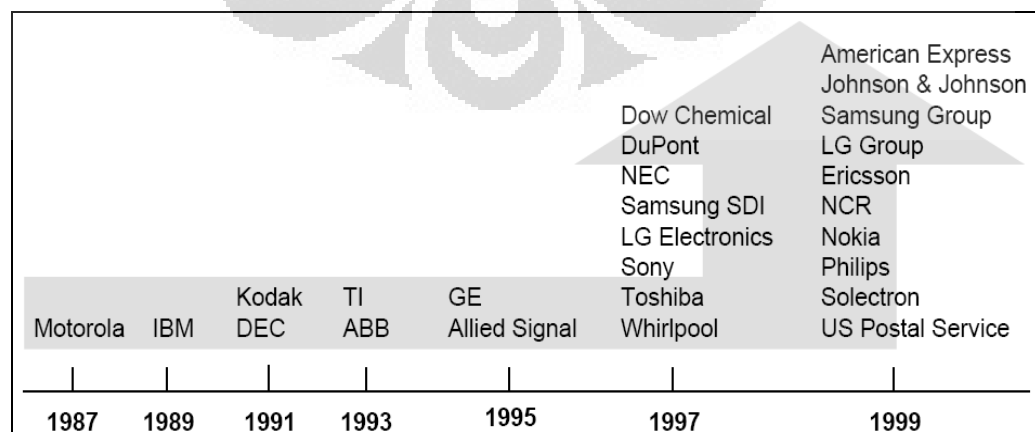 American Express
Johnson & Johnson
Dow Chemical Samsung Group
DuPont LG Group
NEC Ericsson
Samsung SDI NCR
LG Electronics Nokia
Kodak TI GE Sony Philips
Toshiba Solectron
Motorola IBM DEC ABB Allied Signal Whirlpool US Postal Service
1987 1989 1991 1993 1995 1997 1999